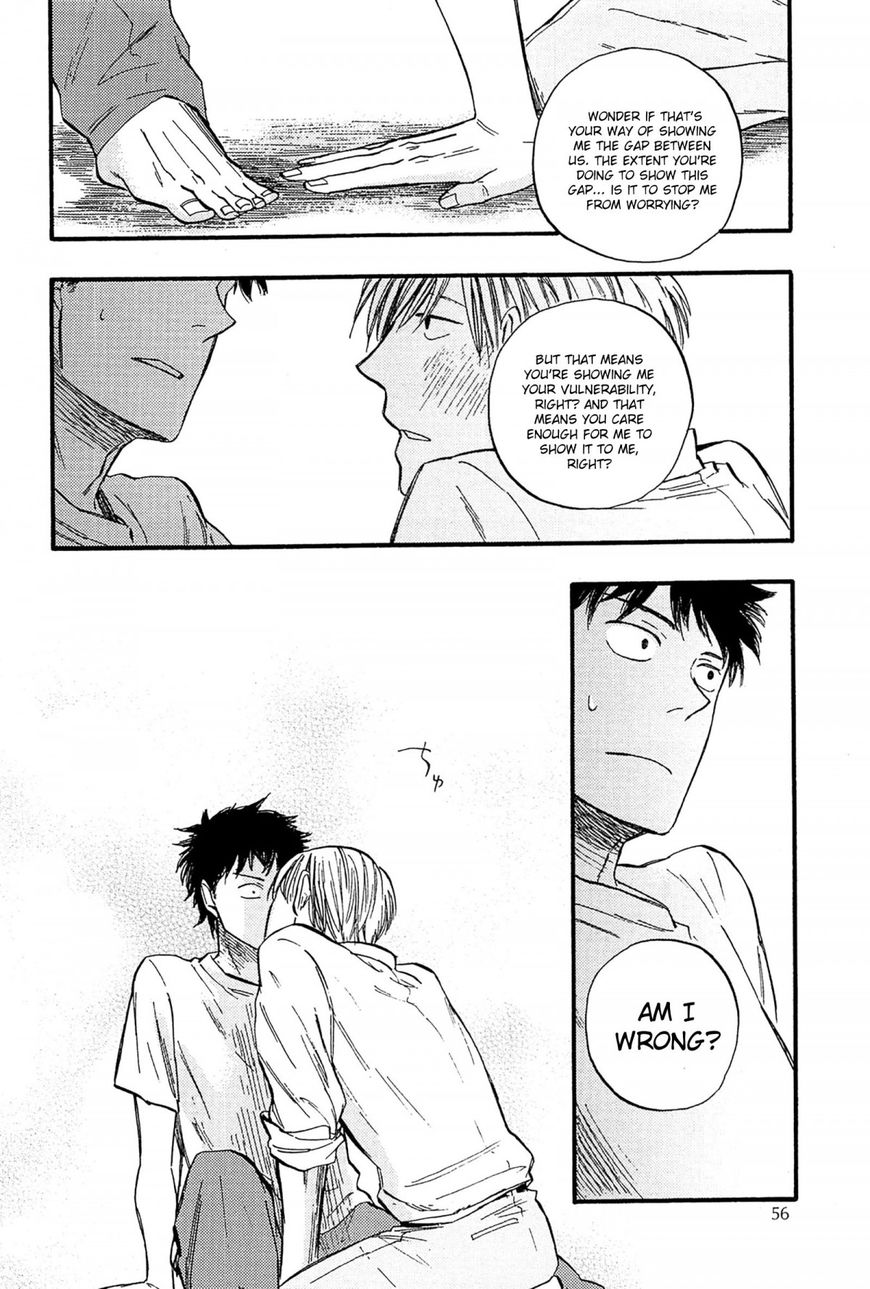 WONDER IF THAT'S
YOUR WAY OF SHOWING
ME THE GAP BETWEEN
US. THE EXTENT YOU'RE
DOING TO SHOW THIS
GAP... IS IT TO STOP ME
FROM WORRYING?
BUT THAT MEANS
YOU'RE SHOWING ME
YOUR VULNERABILITY,
RIGHT? AND THAT
MEANS YOU CARE
ENOUGH FOR ME TO
SHOW IT TO ME,
RIGHT?
AM I
WRONG?
ちゅ
56